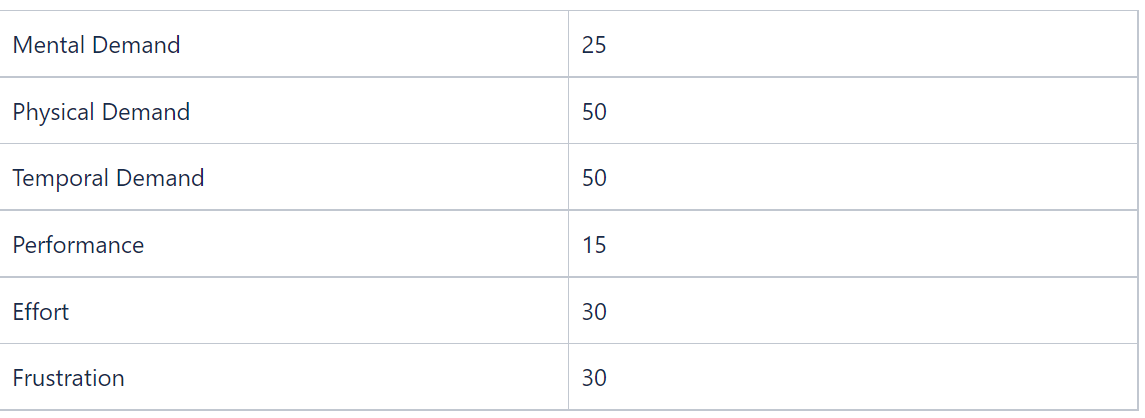 Mental Demand 25
Physical Demand 50
Temporal Demand 50
Performance 15
Effort 30
Frustration 30